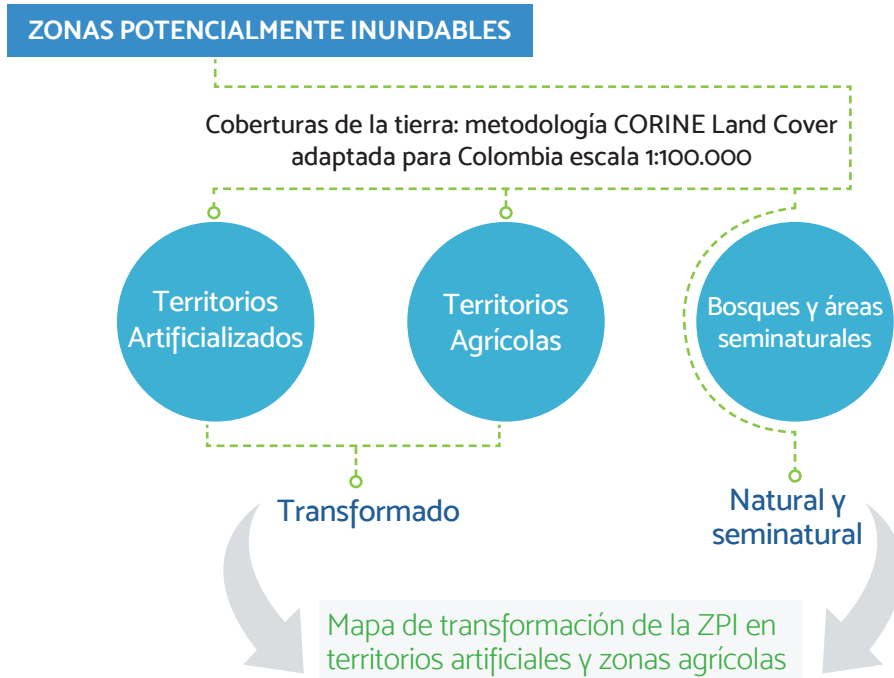 ZONAS POTENCIALMENTE INUNDABLES
Coberturas de la tierra: metodología CORINE Land Cover
adaptada para Colombia escala 1:100.000
Territorios
Artificializados
Territorios
Agrícolas
Bosques y áreas
seminaturales
Transformado
Natural y
seminatural
Mapa de transformación de la ZPI en
territorios artificiales y zonas agrícolas